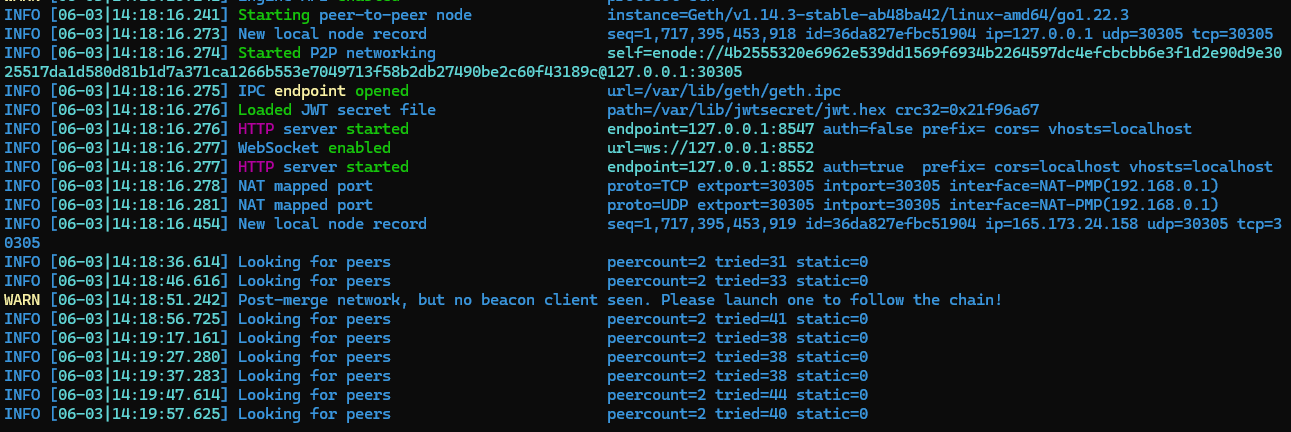 INFO [06-03|14:18:16.241] Starting peer-to-peer node instance=Geth/v1.14.3-stable-ab48ba42/linux-amd64/go1.22.3
INFO [06-03|14:18:16.273] New local node record seq=1,717,395,453,918 id=36da827efbc51904 ip=127.0.0.1 udp=30305 tcp=30305
INFO [06-03|14:18:16.274] Started P2P networking self=enode://4b2555320e6962e539dd1569f6934b2264597dc4efcbcbb6e3f1d2e90d9e30
25517da1d580d81b1d7a371ca1266b553e7049713f58b2db27490be2c60f43189c@127.0.0.1:30305
INFO [06-03|14:18:16.275] IPC endpoint opened url=/var/lib/geth/geth.ipc
INFO [06-03|14:18:16.276] Loaded JWT secret file path=/var/lib/jwtsecret/jwt.hex crc32=0x21f96a67
INFO [06-03|14:18:16.276] HTTP server started endpoint=127.0.0.1:8547 auth=false prefix= cors= vhosts=localhost
INFO [06-03|14:18:16.277] WebSocket enabled url=ws://127.0.0.1:8552
INFO [06-03|14:18:16.277] HTTP server started endpoint=127.0.0.1:8552 auth=true  prefix= cors=localhost vhosts=localhost
INFO [06-03|14:18:16.278] NAT mapped port proto=TCP extport=30305 intport=30305 interface=NAT-PMP(192.168.0.1)
INFO [06-03|14:18:16.281] NAT mapped port proto=UDP extport=30305 intport=30305 interface=NAT-PMP(192.168.0.1)
INFO [06-03|14:18:16.454] New local node record seq=1,717,395,453,919 id=36da827efbc51904 ip=165.173.24.158 udp=30305 tcp=3
0305
INFO [06-03|14:18:36.614] Looking for peers peercount=2 tried=31 static=0
INFO [06-03|14:18:46.616] Looking for peers peercount=2 tried=33 static=0
WARN [06-03|14:18:51.242] Post-merge network, but no beacon client seen. Please launch one to follow the chain!
INFO [06-03|14:18:56.725] Looking for peers peercount=2 tried=41 static=0
INFO [06-03|14:19:17.161] Looking for peers peercount=2 tried=38 static=0
INFO [06-03|14:19:27.280] Looking for peers peercount=2 tried=38 static=0
INFO [06-03|14:19:37.283] Looking for peers peercount=2 tried=38 static=0
INFO [06-03|14:19:47.614] Looking for peers peercount=2 tried=44 static=0
INFO [06-03|14:19:57.625] Looking for peers peercount=2 tried=40 static=0